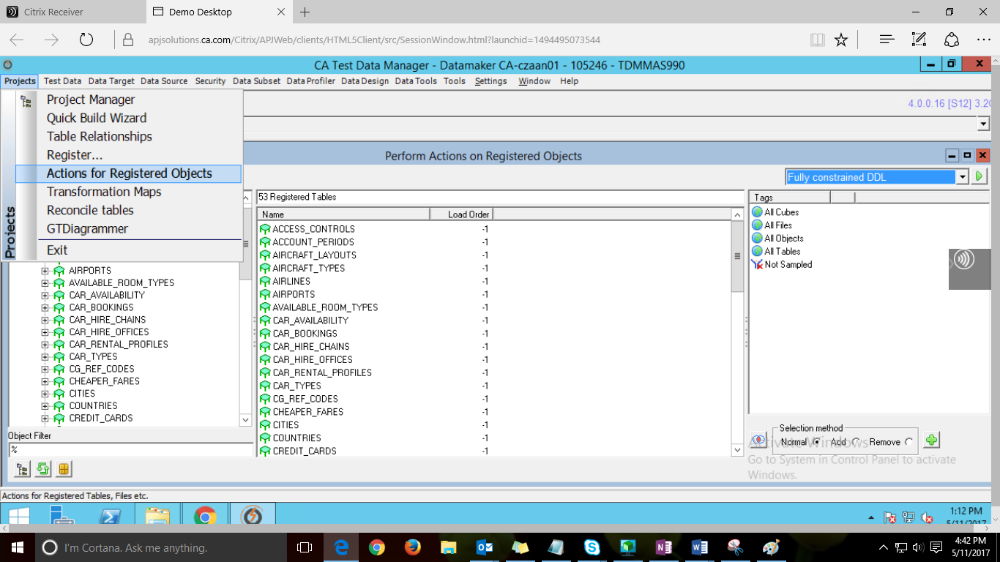 Citrix Receiver
Demo Desktop
apjsolutions.ca.com/Citrix/APJWeb/clients/HTML5Client/src/SessionWindow.html?launchid=1494495073544
CA Test Data Manager - Datamaker CA-czaan01 - 105246 - TDMMAS990
Projects Test Data Data Target Data Source Security Data Subset Data Profiler Data Design Data Tools Tools Settings Window Help
Project Manager
Quick Build Wizard
Table Relationships
Register...
Actions for Registered Objects
Transformation Maps
Reconcile tables
GTDiagrammer
Exit
Projects
4.0.0.16 [S12] 3.2
Perform Actions on Registered Objects
Fully constrained DDL
AIRPORTS
AVAILABLE_ROOM_TYPES
CAR_AVAILABILITY
CAR_BOOKINGS
CAR_HIRE_CHAINS
CAR_HIRE_OFFICES
CAR_RENTAL_PROFILES
CAR_TYPES
CG_REF_CODES
CHEAPER_FARES
CITIES
COUNTRIES
CREDIT_CARDS
Object Filter
%
53 Registered Tables
Name Load Order
ACCESS_CONTROLS -1
ACCOUNT_PERIODS -1
AIRCRAFT_LAYOUTS -1
AIRCRAFT_TYPES -1
AIRLINES -1
AIRPORTS -1
AVAILABLE_ROOM_TYPES -1
CAR_AVAILABILITY -1
CAR_BOOKINGS -1
CAR_HIRE_CHAINS -1
CAR_HIRE_OFFICES -1
CAR_RENTAL_PROFILES -1
CAR_TYPES -1
CG_REF_CODES -1
CHEAPER_FARES -1
CITIES -1
COUNTRIES -1
CREDIT_CARDS -1
Tags
All Cubes
All Files
All Objects
All Tables
Not Sampled
Selection method
Normal Add Remove
Activate Windows
Go to System in Control Panel to activate
Windows.
Actions for Registered Tables, Files etc.
1:12 PM
5/11/2017
I'm Cortana. Ask me anything.
4:42 PM
5/11/2017